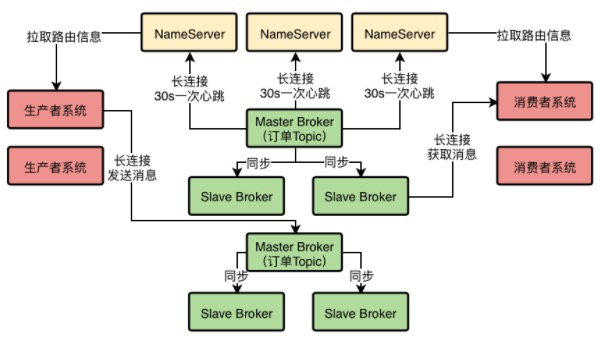 拉取路由信息
NameServer
NameServer
NameServer
拉取路由信息
长连接
30s一次心跳
长连接
30s一次心跳
长连接
30s一次心跳
生产者系统
Master Broker
（订单Topic）
消费者系统
长连接
发送消息
同步
同步
长连接
获取消息
生产者系统
Slave Broker
Slave Broker
消费者系统
Master Broker
（订单Topic）
同步
同步
Slave Broker
Slave Broker